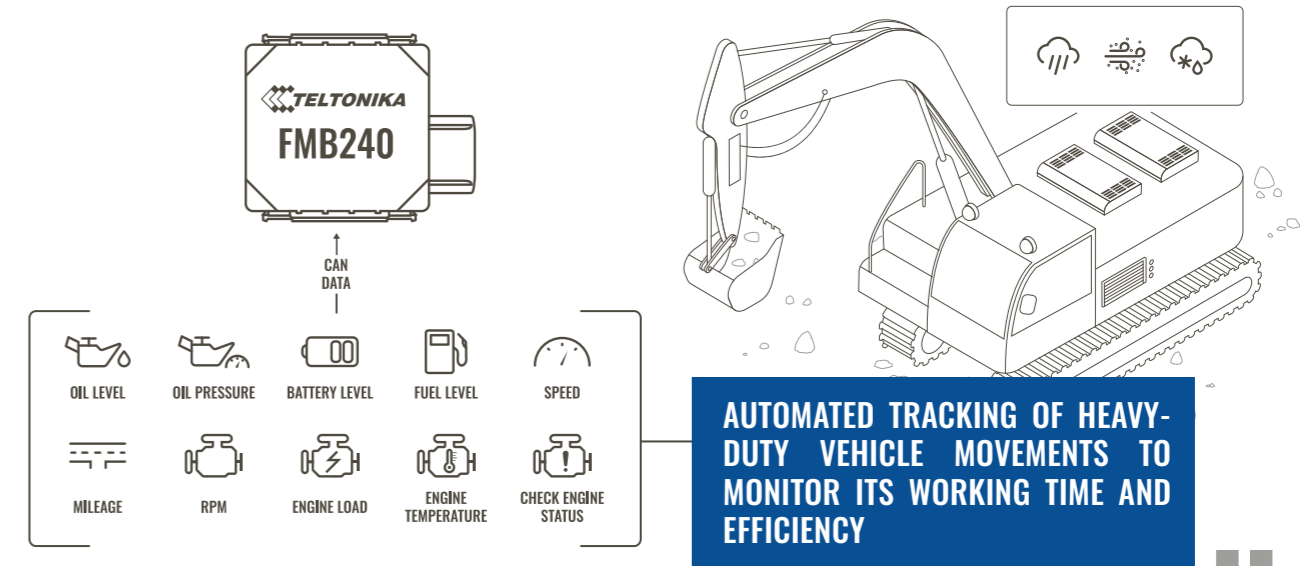 TELTONIKA
FMB240
CAN
DATA
OIL LEVEL
OIL PRESSURE
BATTERY LEVEL
FUEL LEVEL
SPEED
MILEAGE
RPM
ENGINE LOAD
ENGINE
TEMPERATURE
CHECK ENGINE
STATUS
AUTOMATED TRACKING OF HEAVY-
DUTY VEHICLE MOVEMENTS TO
MONITOR ITS WORKING TIME AND
EFFICIENCY